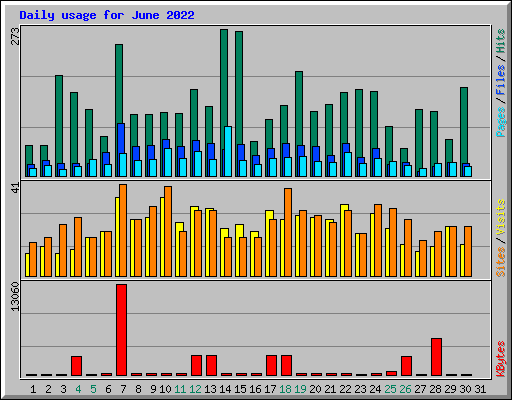 Daily usage for June 2022
273
Pages / Files / Hits
41
Sites / Visits
13060
KBytes
1 2 3 4 5 6 7 8 9 10 11 12 13 14 15 16 17 18 19 20 21 22 23 24 25 26 27 28 29 30 31